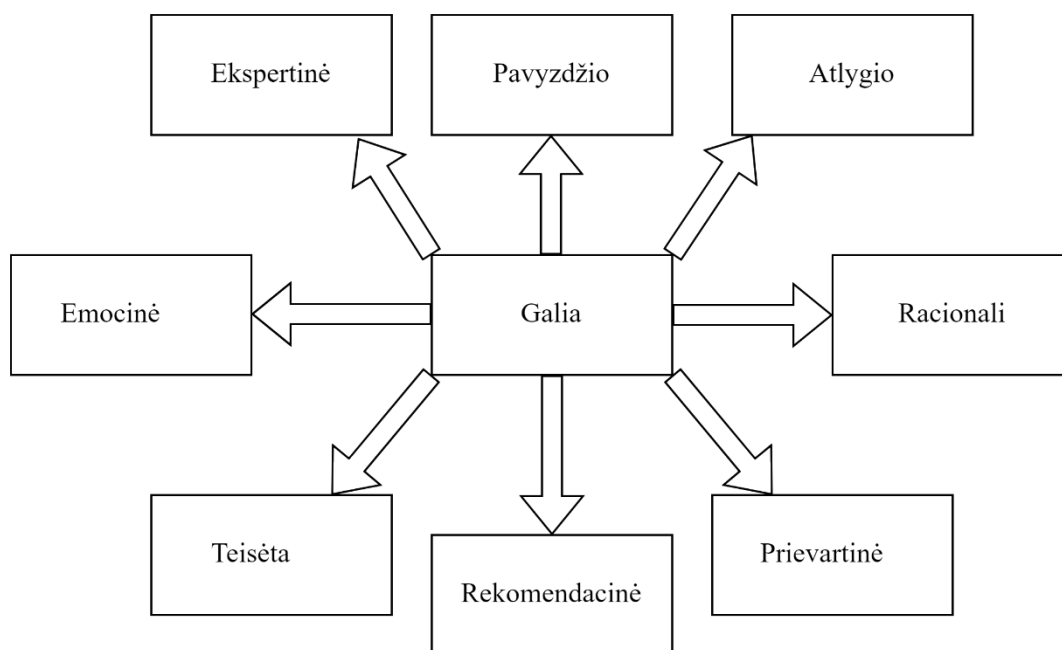 Ekspertinė
Pavyzdžio
Atlygio
Emocinė
Galia
Racionali
Teisėta
Rekomendacinė
Prievartinė